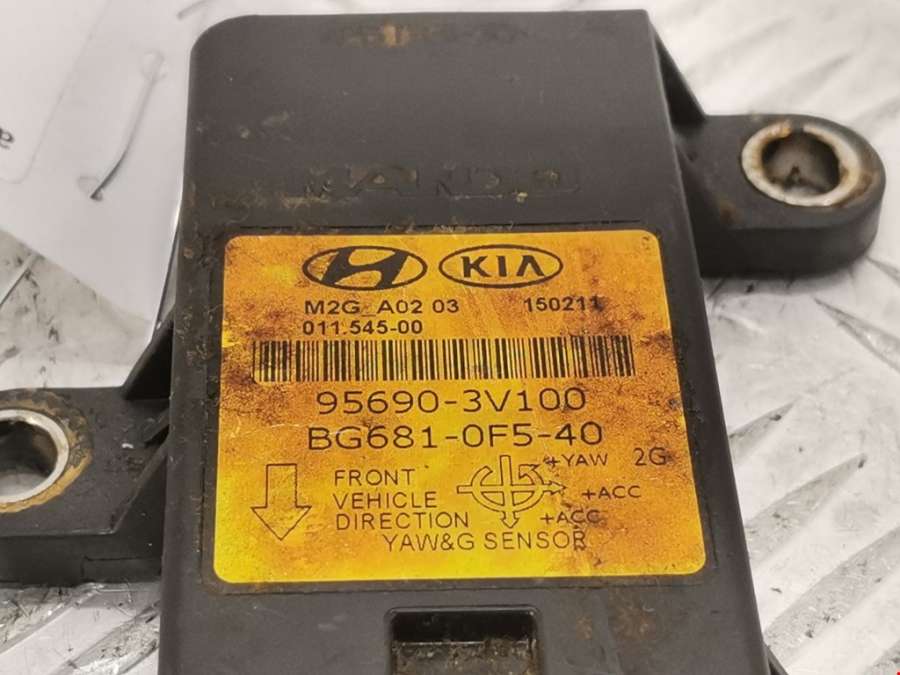 MANDO
KIA
M2G_A02 03 150211
011.545-00
95690-3V100
BG681-0F5-40
+YAW 2G
FRONT
VEHICLE
DIRECTION
+ACC
+ACC
YAW&G SENSOR